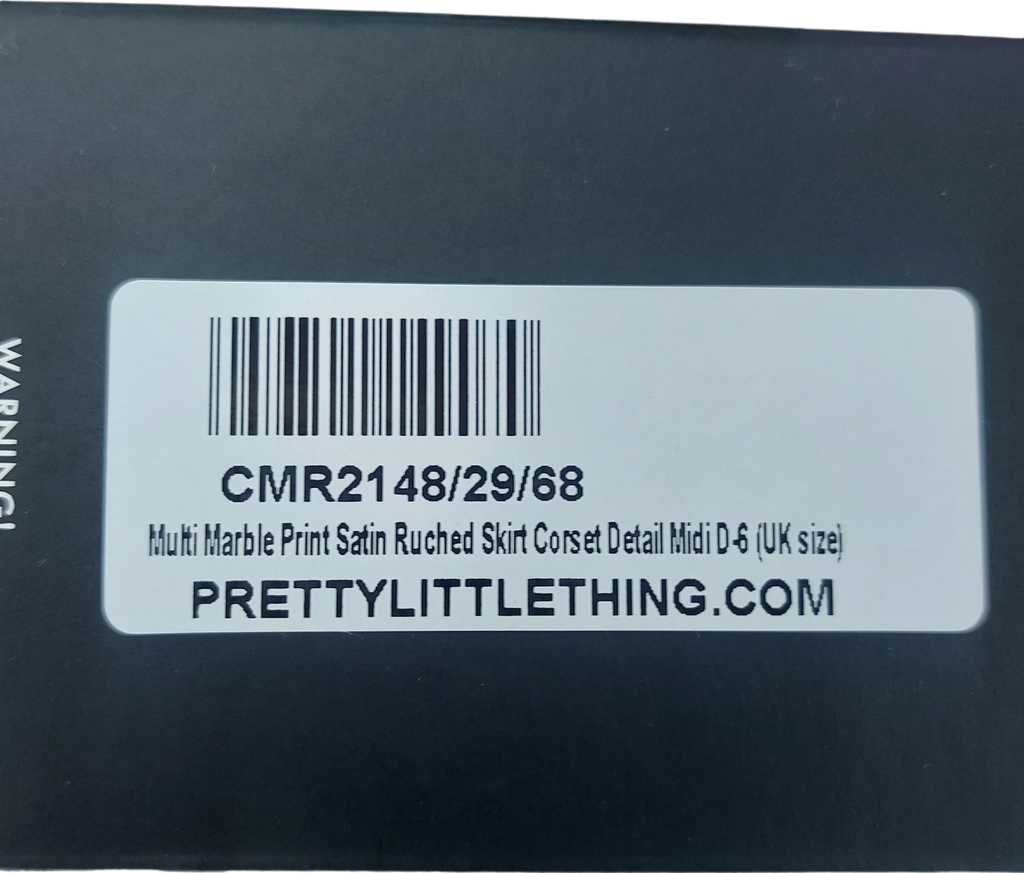 WARNING!
CMR2148/29/68
Multi Marble Print Satin Ruched Skirt Corset Detail Midi D-6 (UK size)
PRETTYLITTLETHING.COM